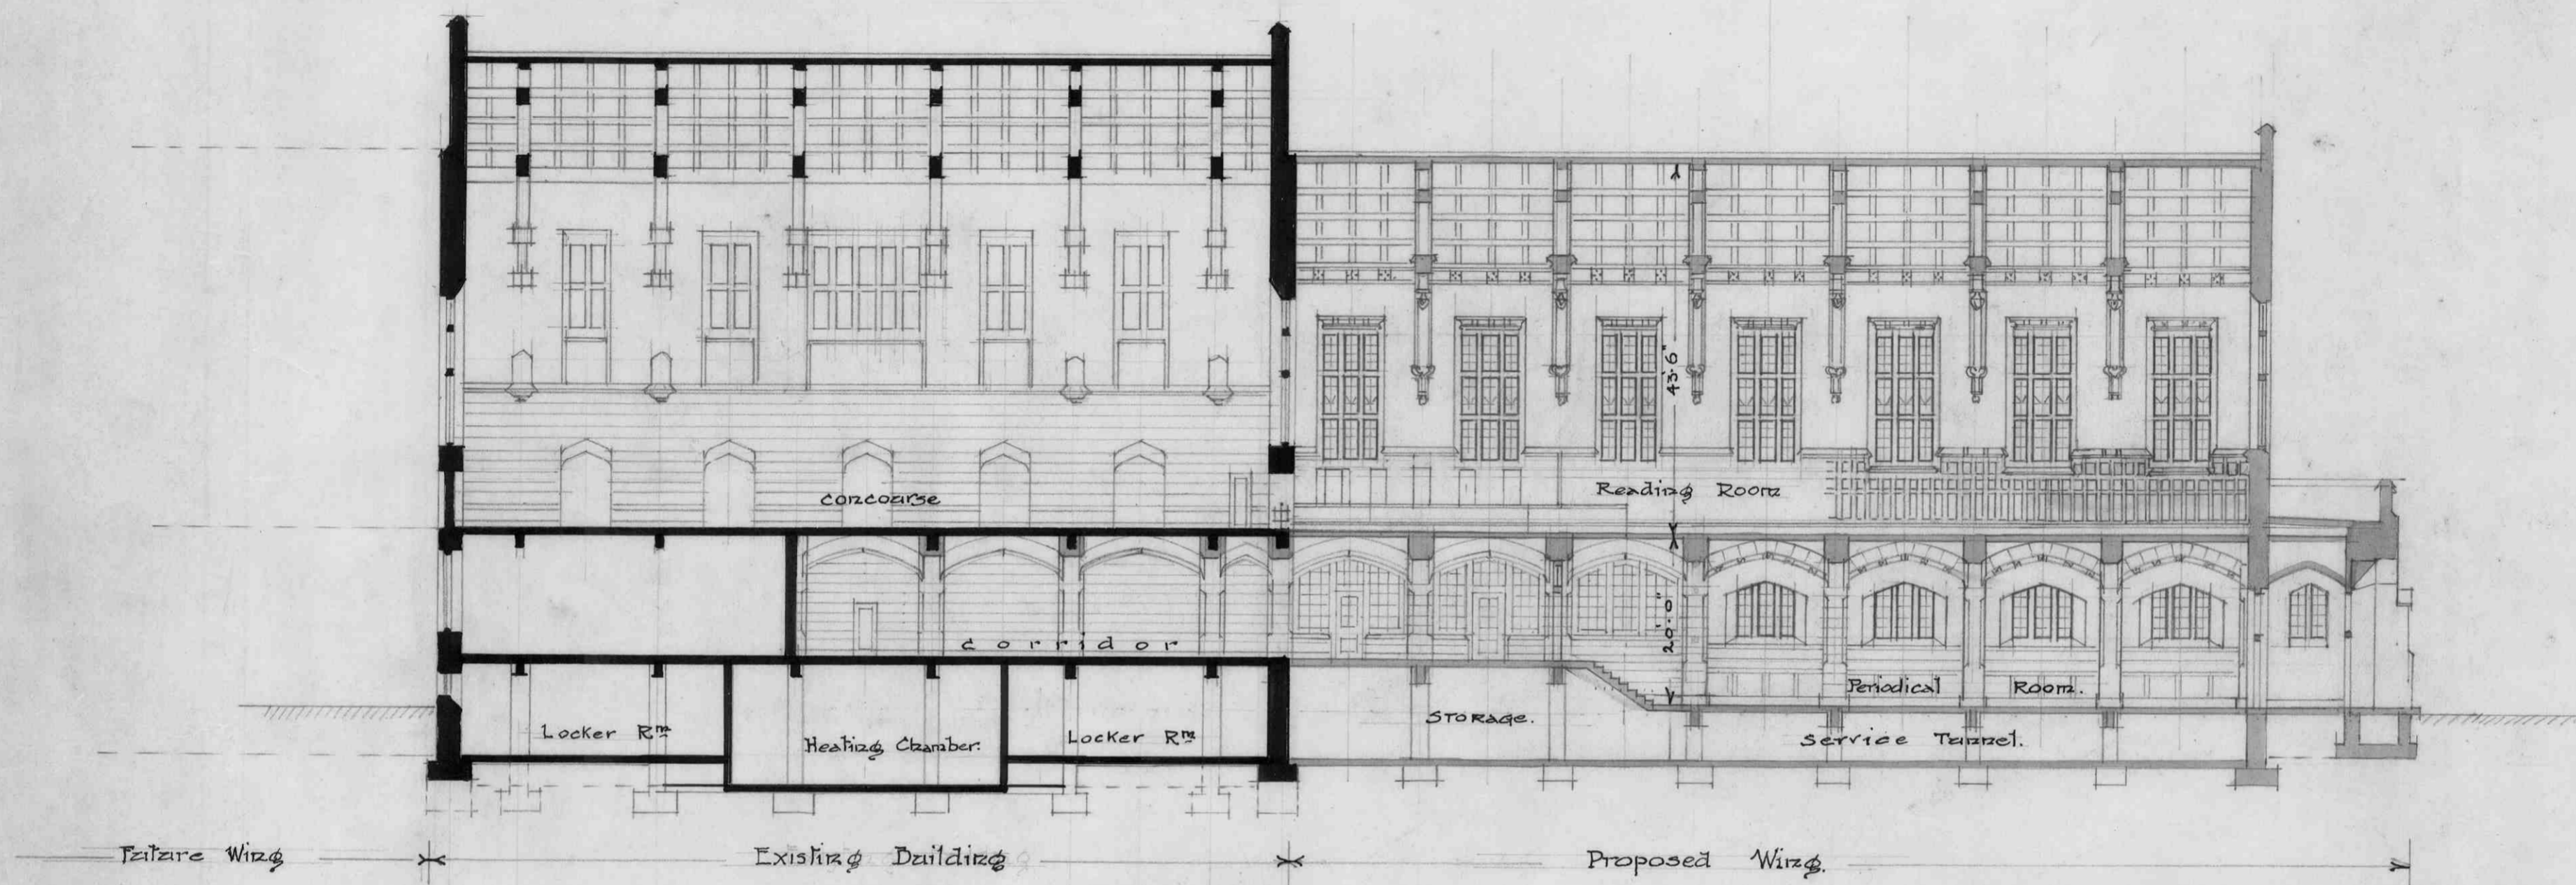 43'. 6"
concourse
Reading Room
20'. 0"
corridor
Periodical Room.
Locker Rm
Heating Chamber.
Locker Rm
STORAGE.
Service Tunnel.
Future Wing
Existing Building
Proposed Wing.